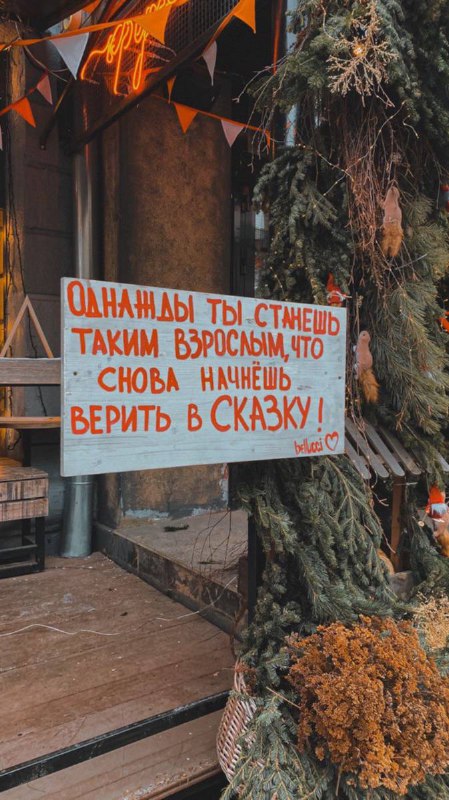 ОДНАЖДЫ ТЫ СТАНЕШЬ
ТАКИМ ВЗРОСЛЫМ, ЧТО
СНОВА НАЧНЁШЬ
ВЕРИТЬ В СКАЗКУ!
bellucci